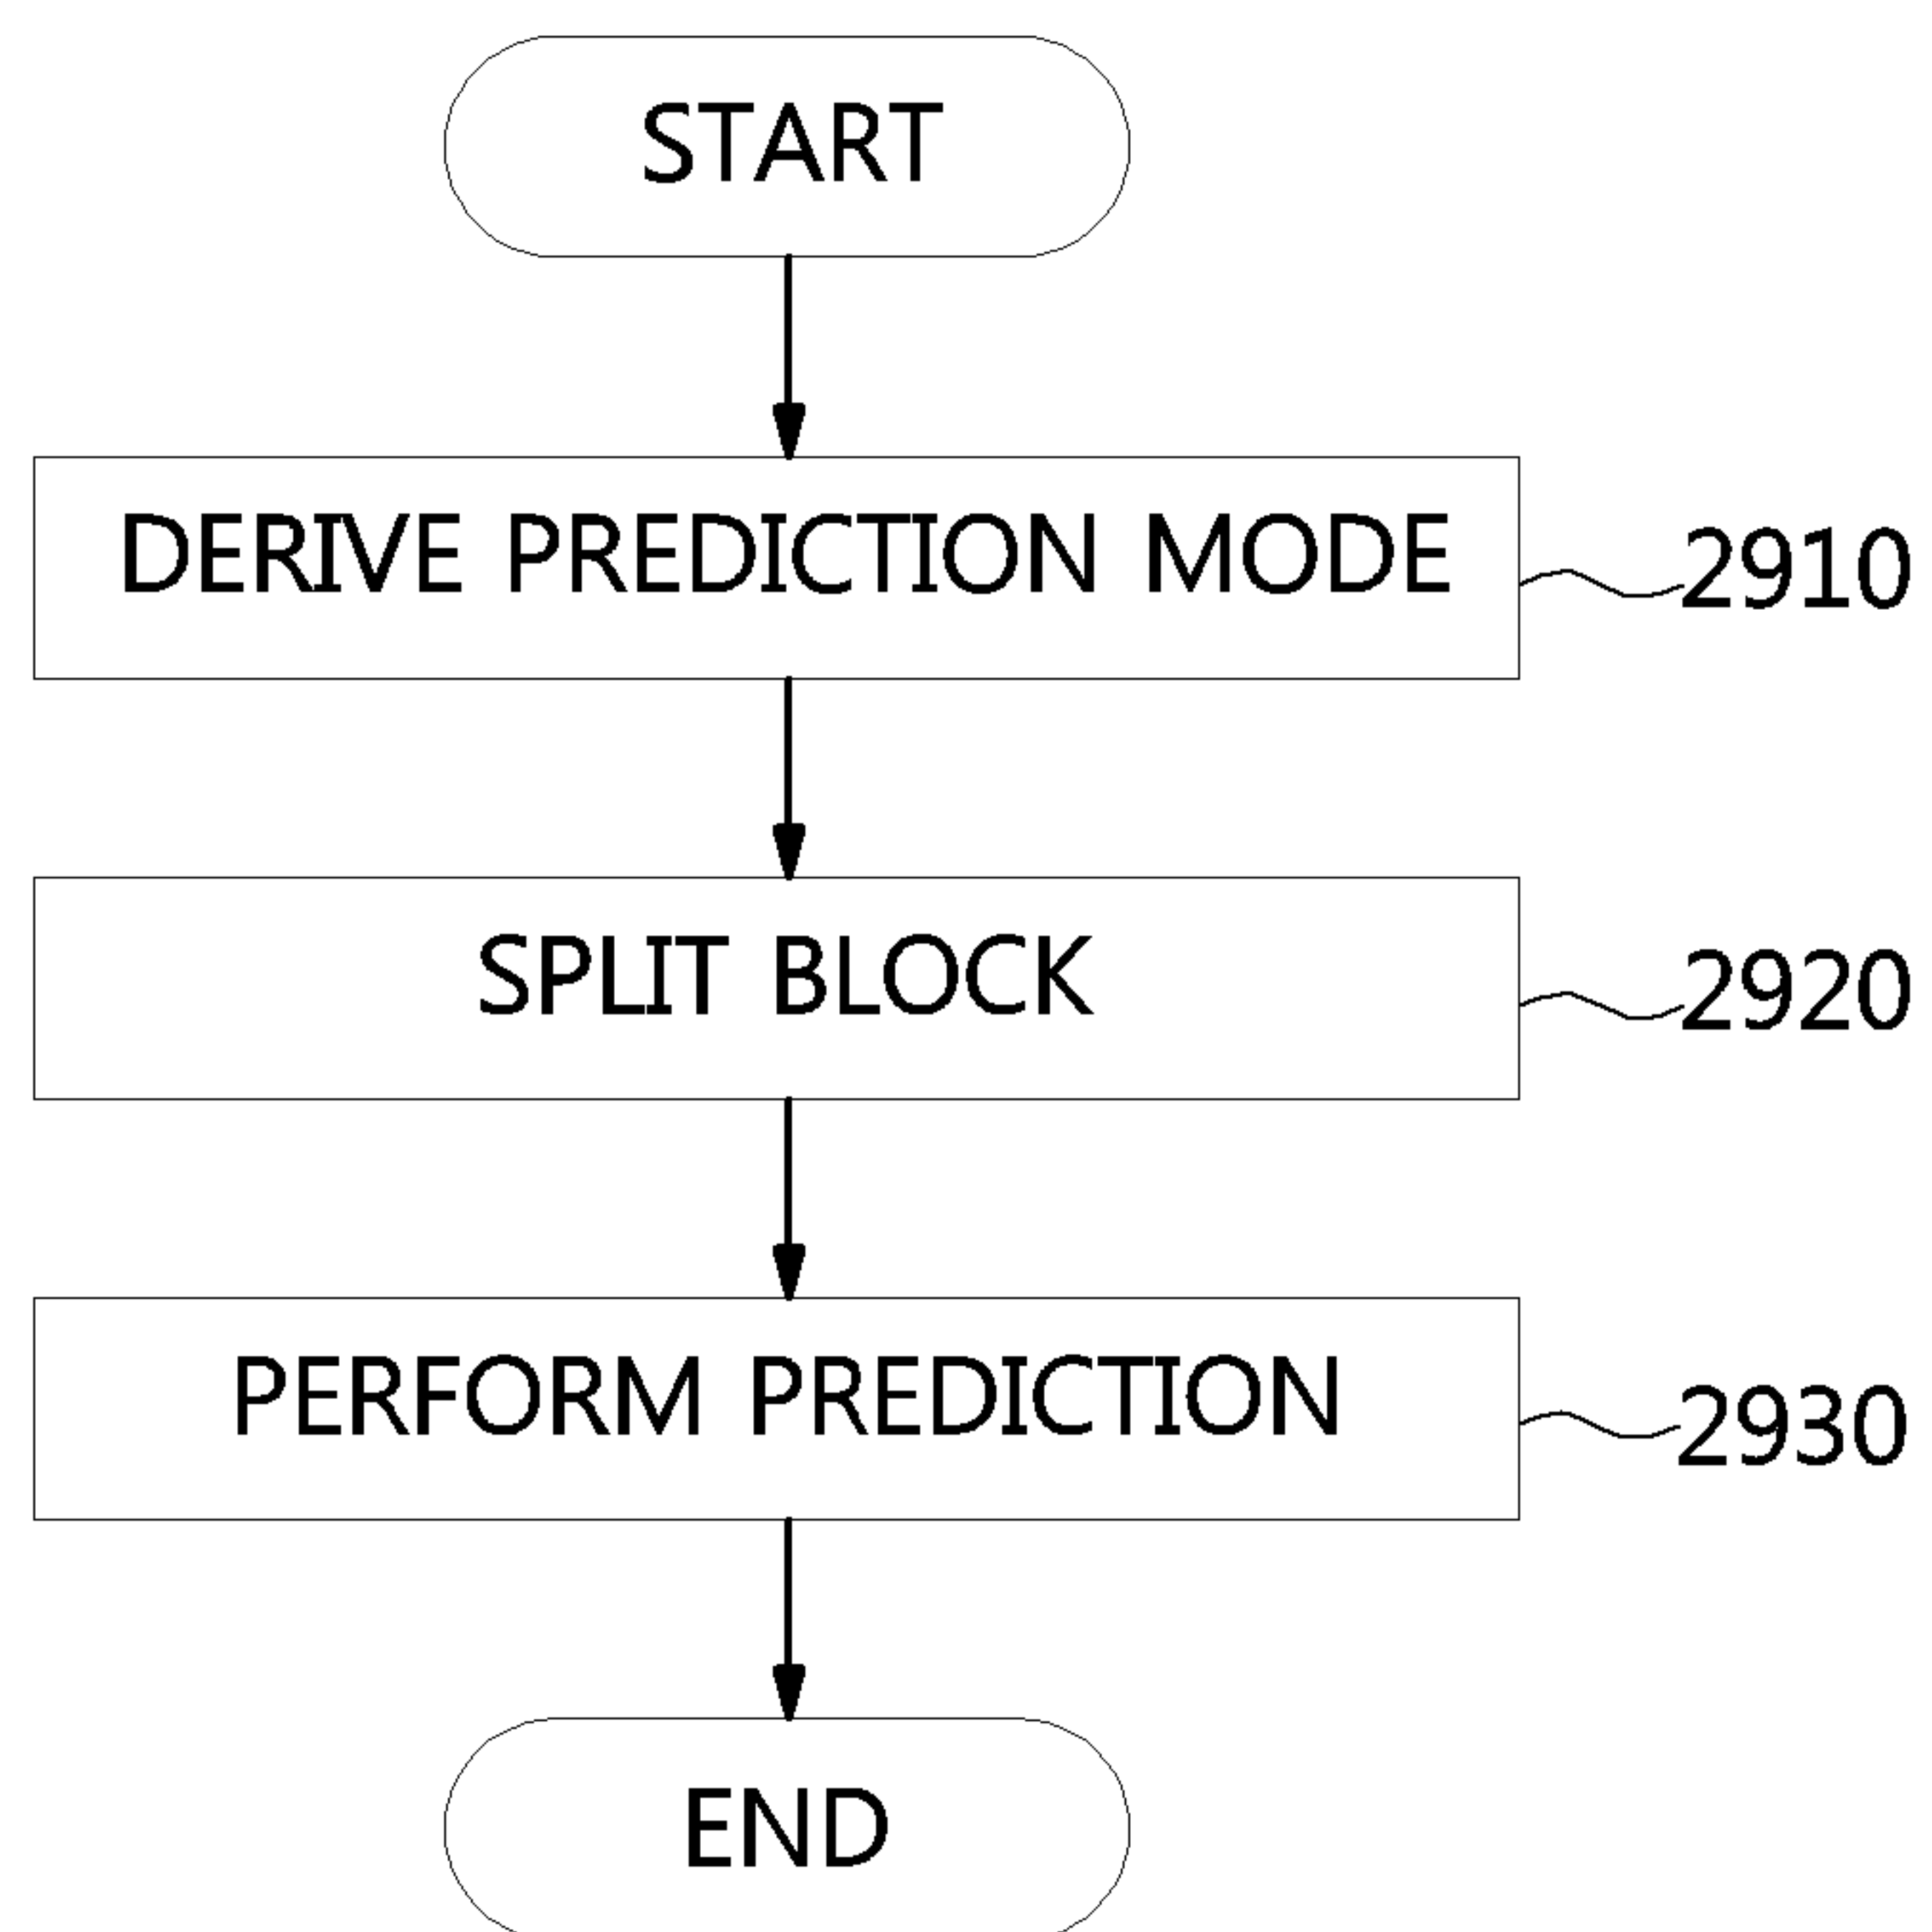 START
DERIVE PREDICTION MODE
2910
SPLIT BLOCK
2920
PERFORM PREDICTION
2930
END